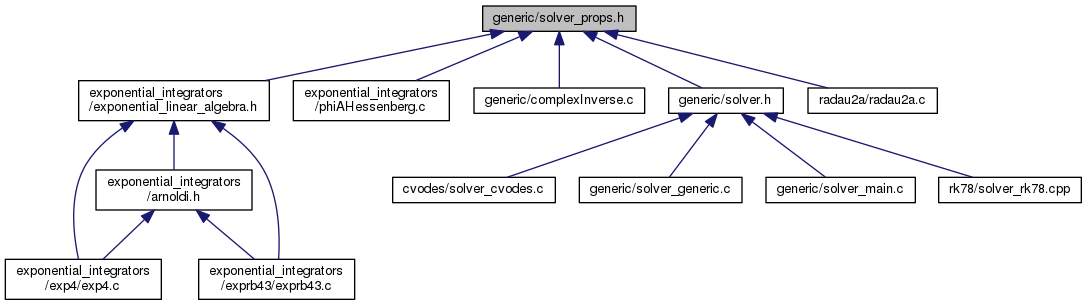 generic/solver_props.h
exponential_integrators
/exponential_linear_algebra.h
exponential_integrators
/phiAHessenberg.c
generic/complexInverse.c
generic/solver.h
radau2a/radau2a.c
exponential_integrators
/arnoldi.h
cvodes/solver_cvodes.c
generic/solver_generic.c
generic/solver_main.c
rk78/solver_rk78.cpp
exponential_integrators
/exp4/exp4.c
exponential_integrators
/exprb43/exprb43.c